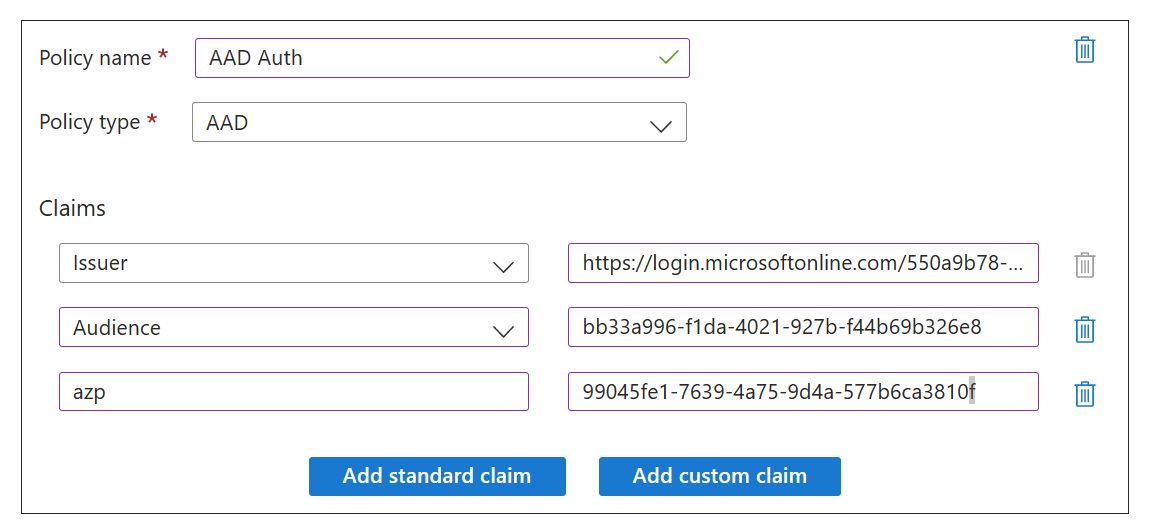 Policy name * AAD Auth
Policy type * AAD
Claims
Issuer https://login.microsoftonline.com/550a9b78-...
Audience bb33a996-f1da-4021-927b-f44b69b326e8
azp 99045fe1-7639-4a75-9d4a-577b6ca3810f
Add standard claim Add custom claim